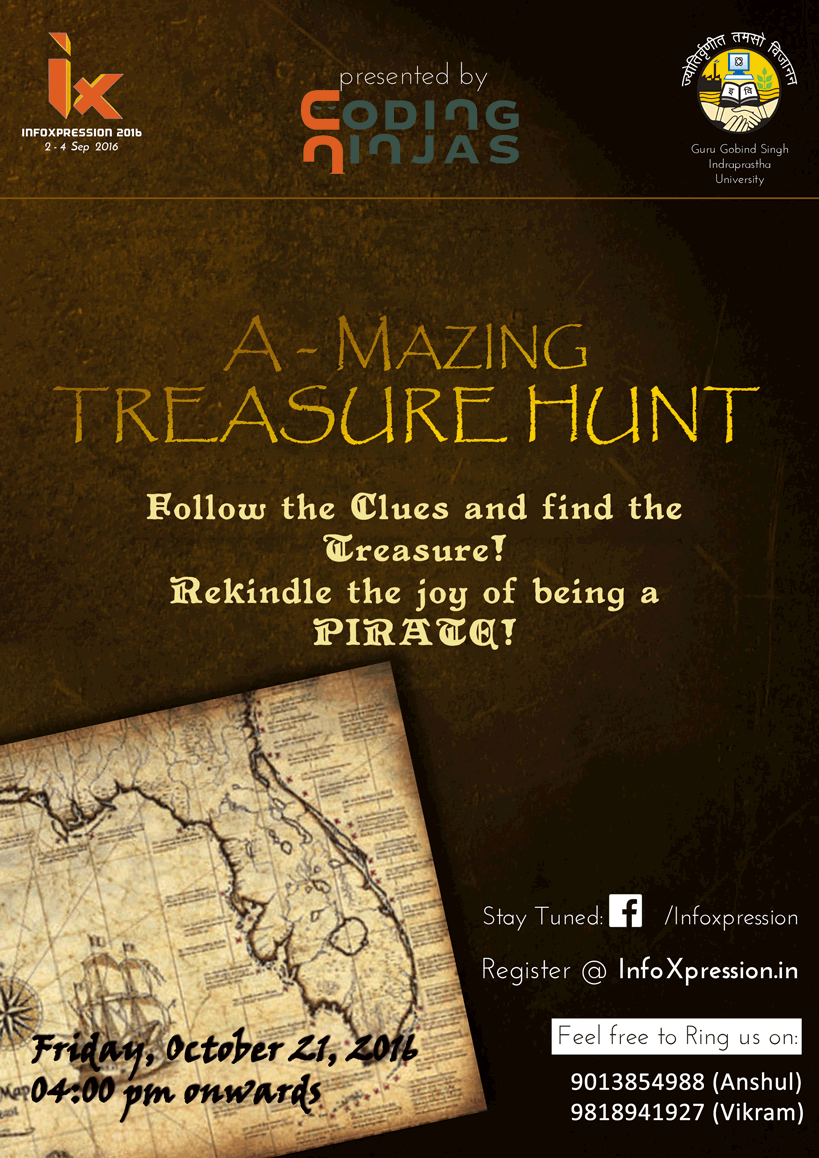 INFOXPRESSION 2016
2 - 4 Sep 2016
presented by
CODING
NINJAS
ज्योतिर्वृणीत तमसो विजानन
इ वि
Guru Gobind Singh
Indraprastha
University
A - MAZING
TREASURE HUNT
Follow the Clues and find the
Treasure!
Rekindle the joy of being a
PIRATE!
Stay Tuned: f /Infoxpression
Register @ InfoXpression.in
Feel free to Ring us on:
9013854988 (Anshul)
9818941927 (Vikram)
Friday, October 21, 2016
04:00 pm onwards
Map